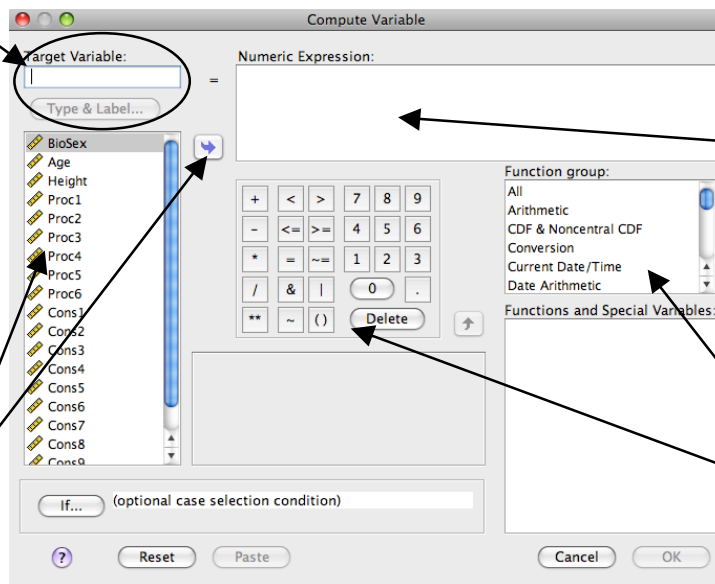 Compute Variable
Target Variable:
Numeric Expression:
=
Type & Label...
BioSex
Age
Height
Proc1
Proc2
Proc3
Proc4
Proc5
Proc6
Cons1
Cons2
Cons3
Cons4
Cons5
Cons6
Cons7
Cons8
Cons9
+ < > 7 8 9
- <= >= 4 5 6
* = ~= 1 2 3
/ & | 0 .
** ~ () Delete
Function group:
All
Arithmetic
CDF & Noncentral CDF
Conversion
Current Date/Time
Date Arithmetic
Functions and Special Variables:
If... (optional case selection condition)
? Reset Paste Cancel OK